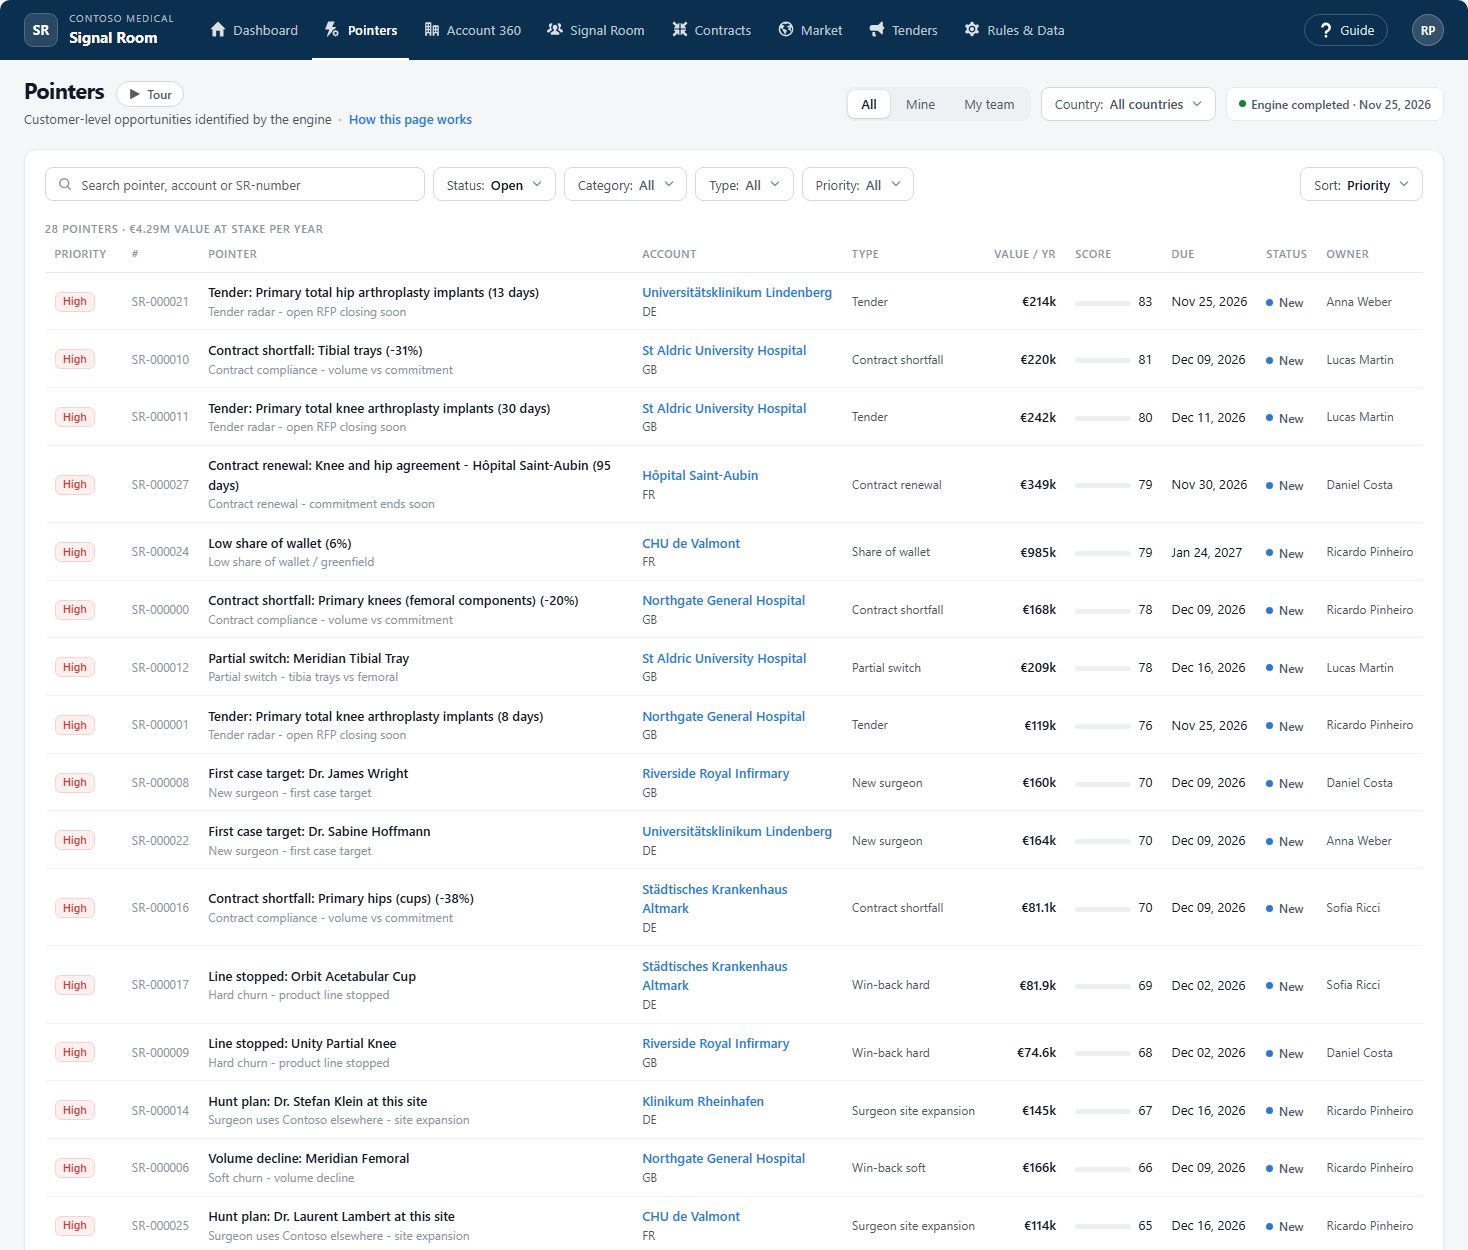 SR
CONTOSO MEDICAL
Signal Room
Dashboard
Pointers
Account 360
Signal Room
Contracts
Market
Tenders
Rules & Data
Guide
RP
Pointers
Tour
Customer-level opportunities identified by the engine · How this page works
All Mine My team
Country: All countries
Engine completed · Nov 25, 2026
Search pointer, account or SR-number
Status: Open
Category: All
Type: All
Priority: All
Sort: Priority
28 POINTERS · €4.29M VALUE AT STAKE PER YEAR
PRIORITY # POINTER ACCOUNT TYPE VALUE / YR SCORE DUE STATUS OWNER
High SR-000021 Tender: Primary total hip arthroplasty implants (13 days) Universitätsklinikum Lindenberg Tender €214k 83 Nov 25, 2026 New Anna Weber
Tender radar - open RFP closing soon DE
High SR-000010 Contract shortfall: Tibial trays (-31%) St Aldric University Hospital Contract shortfall €220k 81 Dec 09, 2026 New Lucas Martin
Contract compliance - volume vs commitment GB
High SR-000011 Tender: Primary total knee arthroplasty implants (30 days) St Aldric University Hospital Tender €242k 80 Dec 11, 2026 New Lucas Martin
Tender radar - open RFP closing soon GB
High SR-000027 Contract renewal: Knee and hip agreement - Hôpital Saint-Aubin (95 Hôpital Saint-Aubin Contract renewal €349k 79 Nov 30, 2026 New Daniel Costa
days)
Contract renewal - commitment ends soon FR
High SR-000024 Low share of wallet (6%) CHU de Valmont Share of wallet €985k 79 Jan 24, 2027 New Ricardo Pinheiro
Low share of wallet / greenfield FR
High SR-000000 Contract shortfall: Primary knees (femoral components) (-20%) Northgate General Hospital Contract shortfall €168k 78 Dec 09, 2026 New Ricardo Pinheiro
Contract compliance - volume vs commitment GB
High SR-000012 Partial switch: Meridian Tibial Tray St Aldric University Hospital Partial switch €209k 78 Dec 16, 2026 New Lucas Martin
Partial switch - tibia trays vs femoral GB
High SR-000001 Tender: Primary total knee arthroplasty implants (8 days) Northgate General Hospital Tender €119k 76 Nov 25, 2026 New Ricardo Pinheiro
Tender radar - open RFP closing soon GB
High SR-000008 First case target: Dr. James Wright Riverside Royal Infirmary New surgeon €160k 70 Dec 09, 2026 New Daniel Costa
New surgeon - first case target GB
High SR-000022 First case target: Dr. Sabine Hoffmann Universitätsklinikum Lindenberg New surgeon €164k 70 Dec 09, 2026 New Anna Weber
New surgeon - first case target DE
High SR-000016 Contract shortfall: Primary hips (cups) (-38%) Städtisches Krankenhaus Contract shortfall €81.1k 70 Dec 09, 2026 New Sofia Ricci
Contract compliance - volume vs commitment Altmark
DE
High SR-000017 Line stopped: Orbit Acetabular Cup Städtisches Krankenhaus Win-back hard €81.9k 69 Dec 02, 2026 New Sofia Ricci
Hard churn - product line stopped Altmark
DE
High SR-000009 Line stopped: Unity Partial Knee Riverside Royal Infirmary Win-back hard €74.6k 68 Dec 02, 2026 New Daniel Costa
Hard churn - product line stopped GB
High SR-000014 Hunt plan: Dr. Stefan Klein at this site Klinikum Rheinhafen Surgeon site expansion €145k 67 Dec 16, 2026 New Ricardo Pinheiro
Surgeon uses Contoso elsewhere - site expansion DE
High SR-000006 Volume decline: Meridian Femoral Northgate General Hospital Win-back soft €166k 66 Dec 09, 2026 New Ricardo Pinheiro
Soft churn - volume decline GB
High SR-000025 Hunt plan: Dr. Laurent Lambert at this site CHU de Valmont Surgeon site expansion €114k 65 Dec 16, 2026 New Ricardo Pinheiro
Surgeon uses Contoso elsewhere - site expansion FR